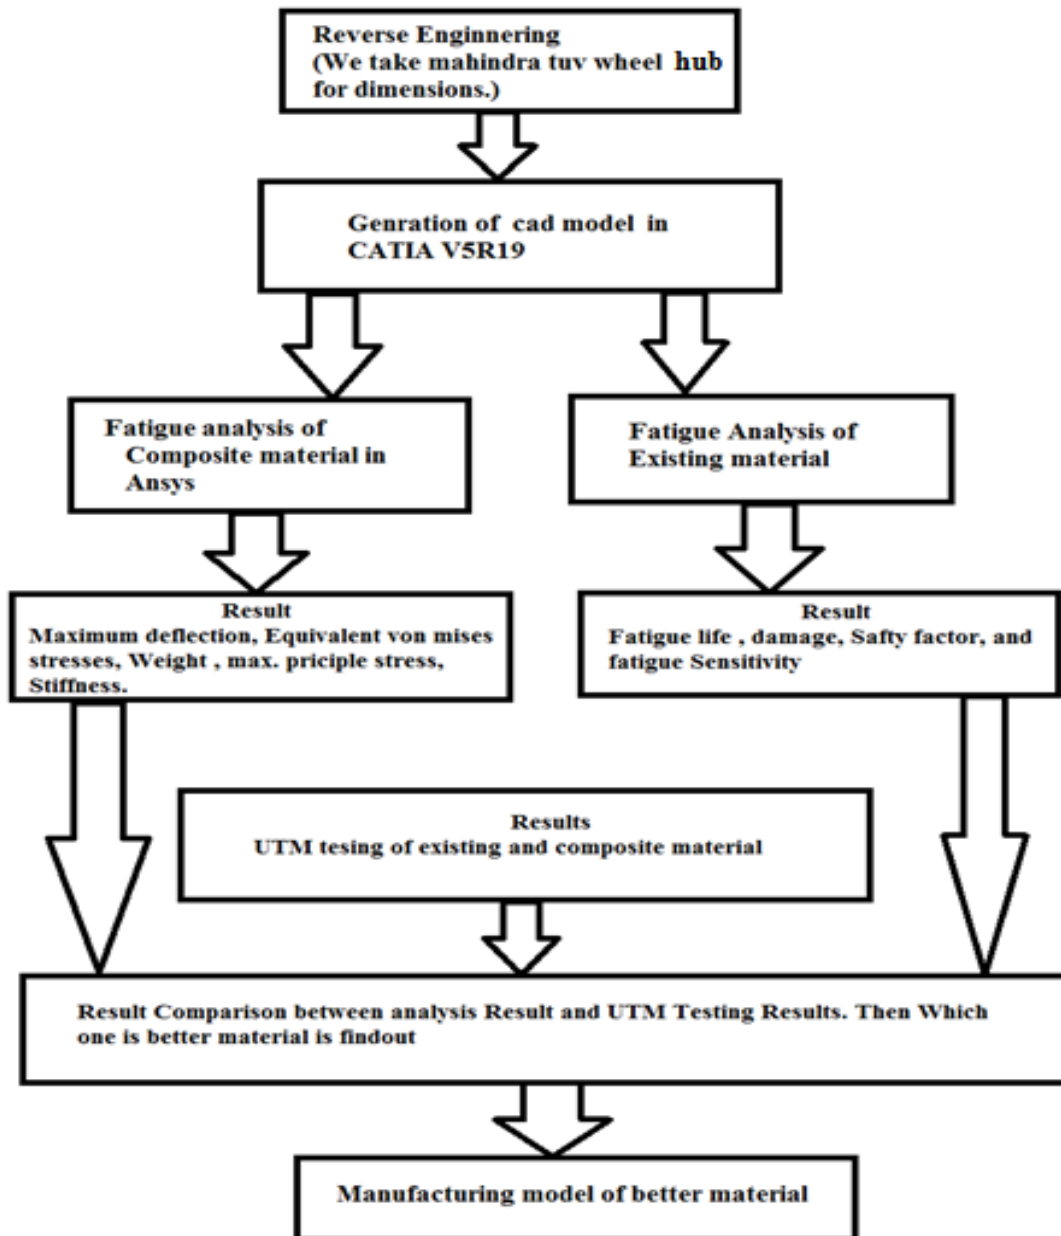 Reverse Enginnering
(We take mahindra tuv wheel hub
for dimensions.)
Genration of cad model in
CATIA V5R19
Fatigue analysis of
Composite material in
Ansys
Fatigue Analysis of
Existing material
Result
Maximum deflection, Equivalent von mises
stresses, Weight , max. priciple stress,
Stiffness.
Result
Fatigue life , damage, Safty factor, and
fatigue Sensitivity
Results
UTM tesing of existing and composite material
Result Comparison between analysis Result and UTM Testing Results. Then Which
one is better material is findout
Manufacturing model of better material